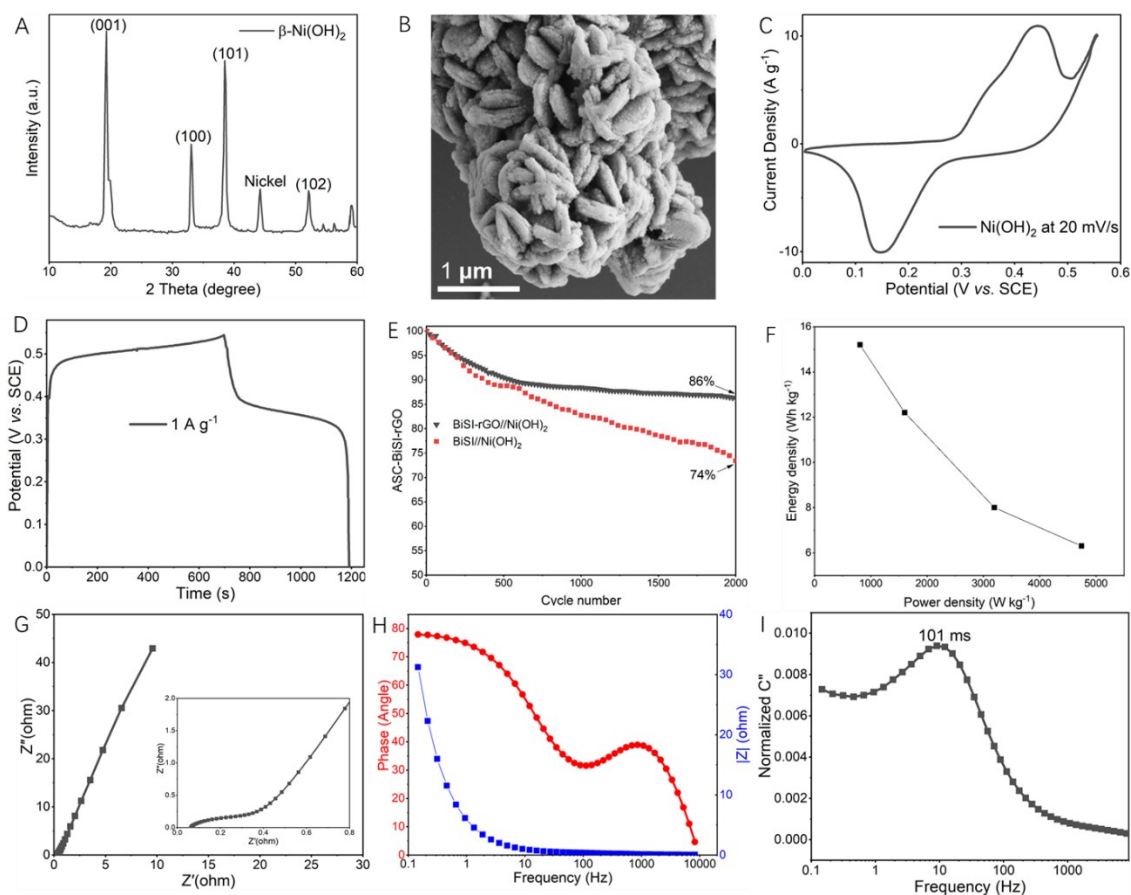 A
(001)
β-Ni(OH)2
(101)
(100)
Nickel
(102)
Intensity (a.u.)
10 20 30 40 50 60
2 Theta (degree)
B
1 μm
C
10
0
-10
Current Density (A g-1)
Ni(OH)2 at 20 mV/s
0.0 0.1 0.2 0.3 0.4 0.5 0.6
Potential (V vs. SCE)
D
0.5
0.4
0.3
0.2
0.1
0.0
Potential (V vs. SCE)
1 A g-1
0 200 400 600 800 1000 1200
Time (s)
E
100
95
90
85
80
75
70
65
60
55
50
ASC-BiSI-rGO
86%
BiSI-rGO//Ni(OH)2
BiSI//Ni(OH)2
74%
0 500 1000 1500 2000
Cycle number
F
16
14
12
10
8
6
Energy density (Wh kg-1)
0 1000 2000 3000 4000 5000
Power density (W kg-1)
G
50
40
30
20
10
0
Z''(ohm)
2.0
1.5
1.0
0.5
0.0
Z''(ohm)
0.0 0.2 0.4 0.6 0.8
Z'(ohm)
0 5 10 15 20 25 30
Z'(ohm)
H
80
70
60
50
40
30
20
10
0
Phase (Angle)
40
30
20
10
0
|Z| (ohm)
0.1 1 10 100 1000 10000
Frequency (Hz)
I
101 ms
0.010
0.008
0.006
0.004
0.002
0.000
Normalized C''
0.1 1 10 100 1000
Frequency (Hz)